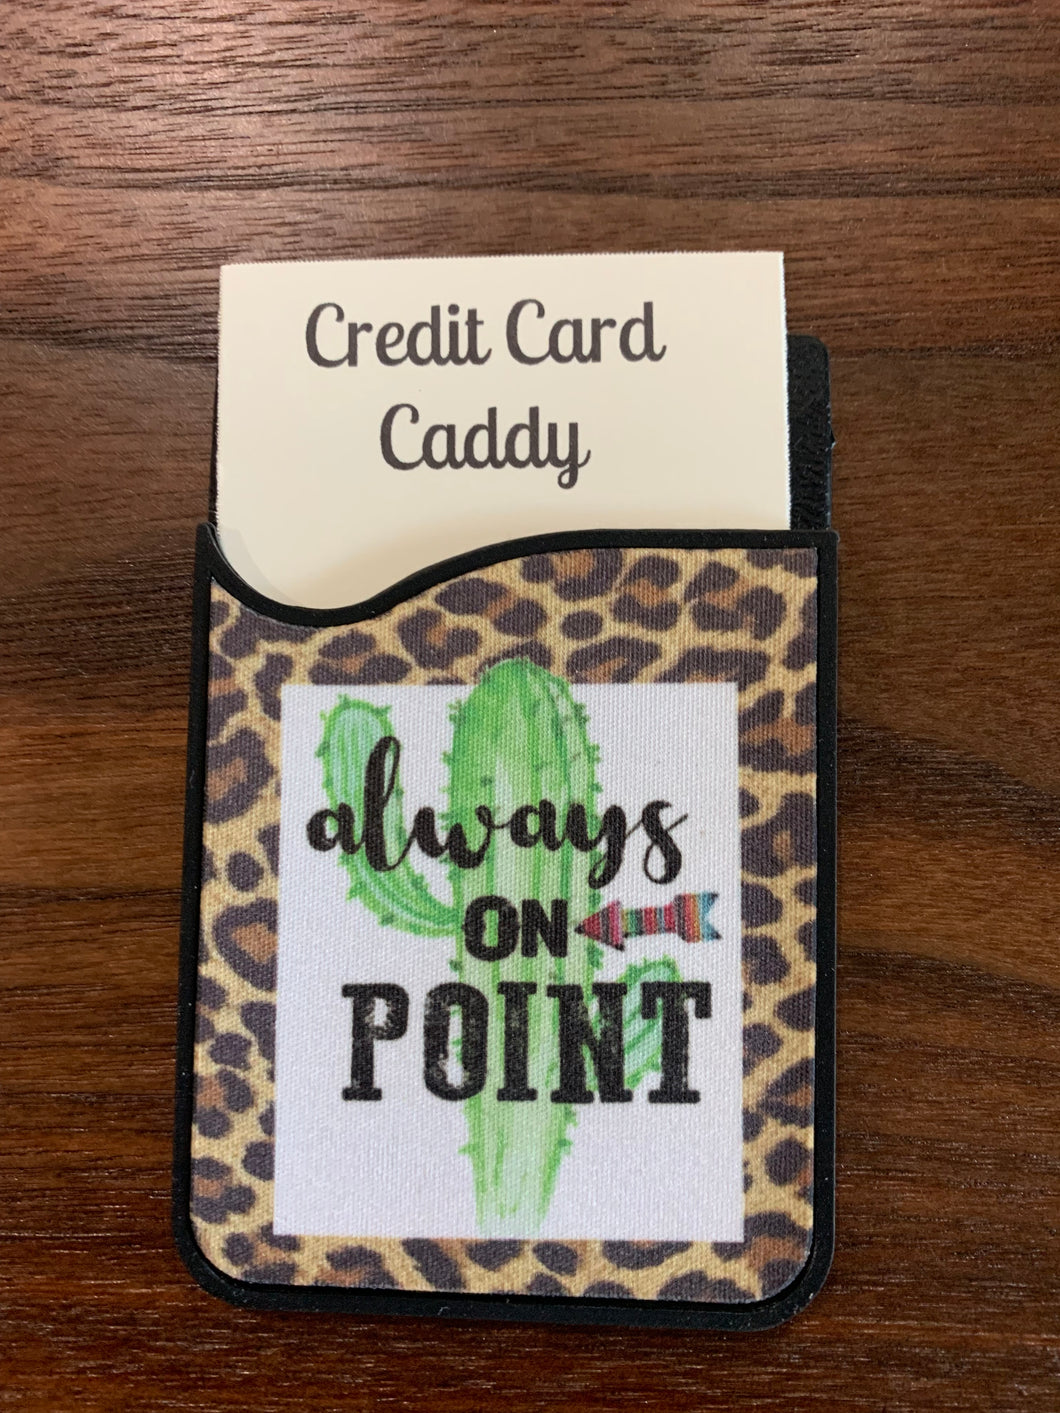 Credit Card
Caddy
always
ON
POINT